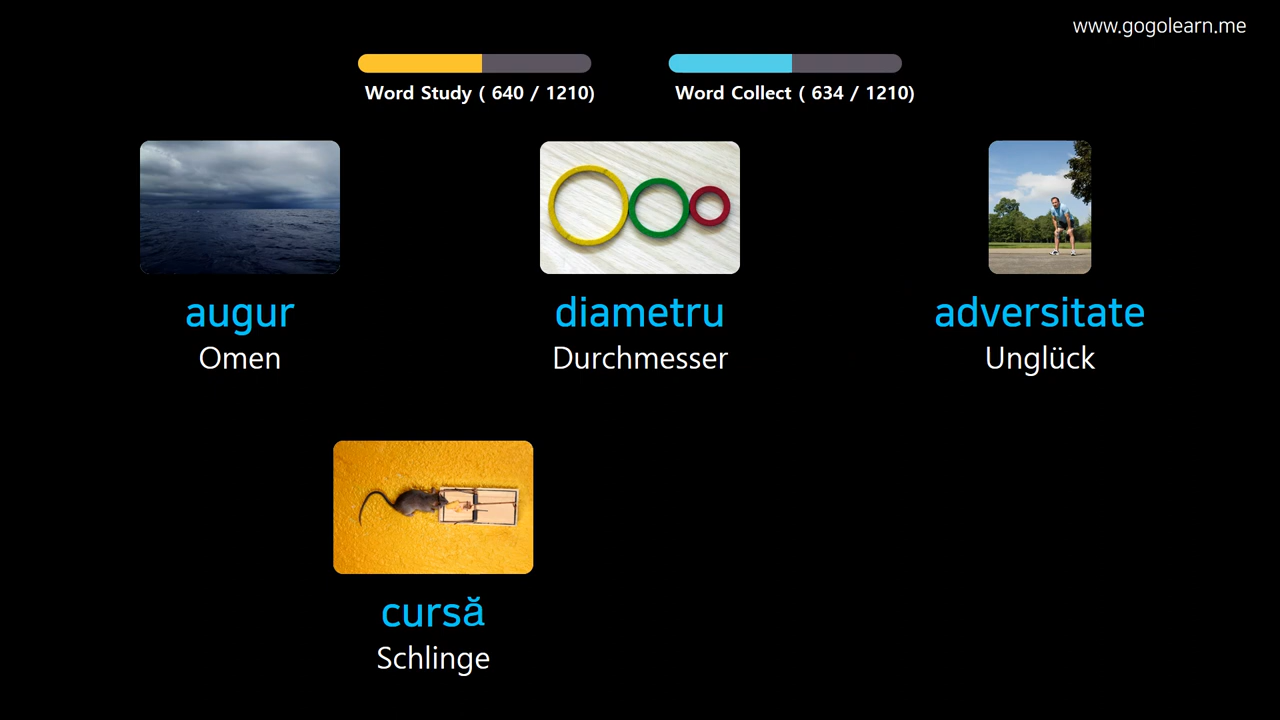 www.gogolearn.me
Word Study ( 640 / 1210)
Word Collect ( 634 / 1210)
augur
Omen
diametru
Durchmesser
adversitate
Unglück
cursă
Schlinge